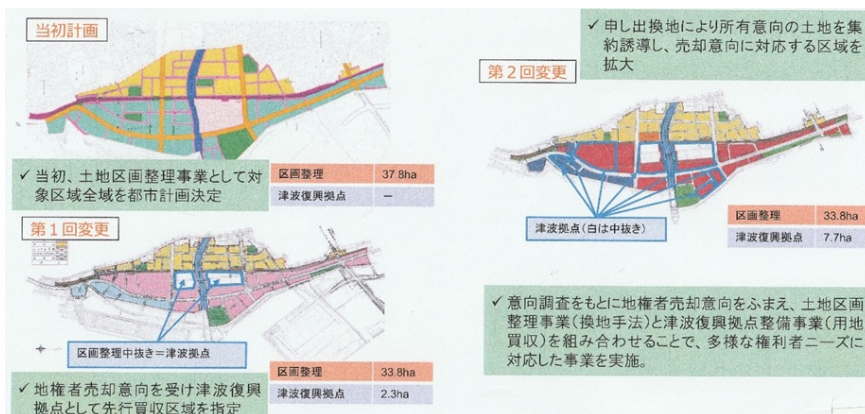 当初計画
✓ 当初、土地区画整理事業として対
象区域全域を都市計画決定
区画整理 37.8ha
津波復興拠点 －
第1回変更
区画整理中抜き＝津波拠点
✓ 地権者売却意向を受け津波復興
拠点として先行買収区域を指定
区画整理 33.8ha
津波復興拠点 2.3ha
✓ 申し出換地により所有意向の土地を集
約誘導し、売却意向に対応する区域を
拡大
第2回変更
津波拠点(白は中抜き)
区画整理 33.8ha
津波復興拠点 7.7ha
✓ 意向調査をもとに地権者売却意向をふまえ、土地区画
整理事業(換地手法)と津波復興拠点整備事業(用地
買収)を組み合わせることで、多様な権利者ニーズに
対応した事業を実施。